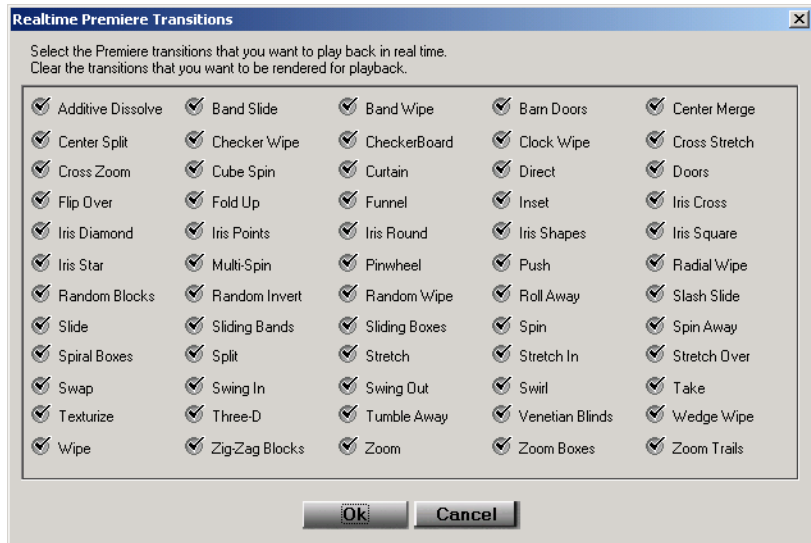 Realtime Premiere Transitions
Select the Premiere transitions that you want to play back in real time.
Clear the transitions that you want to be rendered for playback.
Additive Dissolve Band Slide Band Wipe Barn Doors Center Merge
Center Split Checker Wipe CheckerBoard Clock Wipe Cross Stretch
Cross Zoom Cube Spin Curtain Direct Doors
Flip Over Fold Up Funnel Inset Iris Cross
Iris Diamond Iris Points Iris Round Iris Shapes Iris Square
Iris Star Multi-Spin Pinwheel Push Radial Wipe
Random Blocks Random Invert Random Wipe Roll Away Slash Slide
Slide Sliding Bands Sliding Boxes Spin Spin Away
Spiral Boxes Split Stretch Stretch In Stretch Over
Swap Swing In Swing Out Swirl Take
Texturize Three-D Tumble Away Venetian Blinds Wedge Wipe
Wipe Zig-Zag Blocks Zoom Zoom Boxes Zoom Trails
Ok Cancel